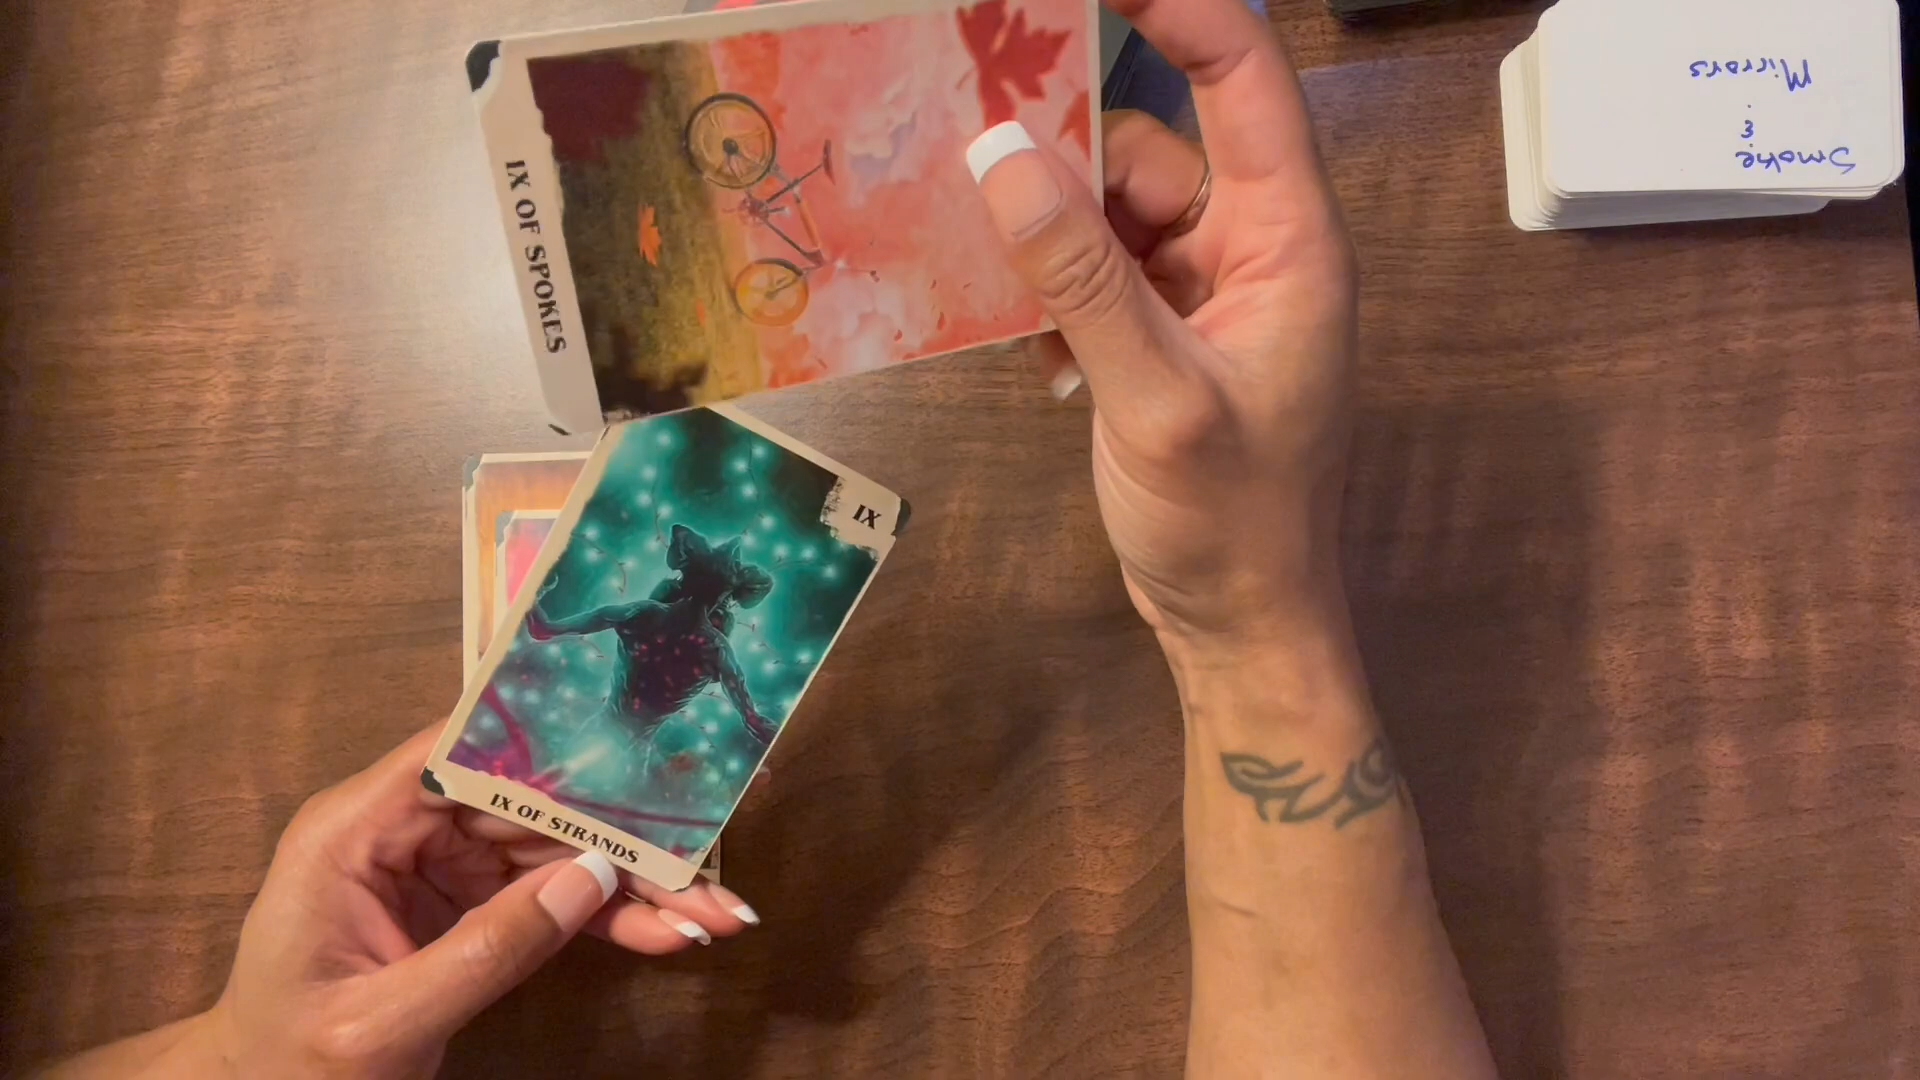 IX OF SPOKES
IX
IX OF STRANDS
Smoke
&
Mirrors